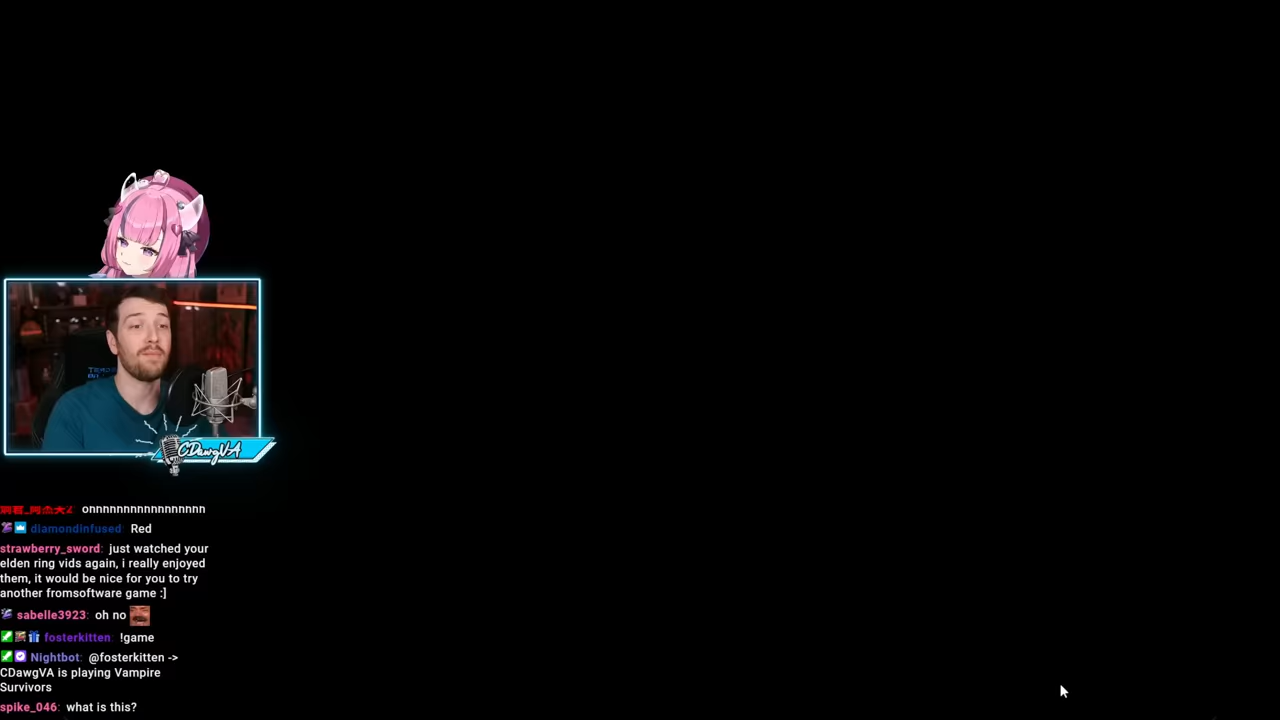 CDawgVA
onnnnnnnnnnnnnnnnn
dlamondinfused: Red
strawberry_sword: just watched your
elden ring vids again, i really enjoyed
them, it would be nice for you to try
another fromsoftware game :]
sabelle3923: oh no
fosterkitten: !game
Nightbot: @fosterkitten ->
CDawgVA is playing Vampire
Survivors
spike_046: what is this?